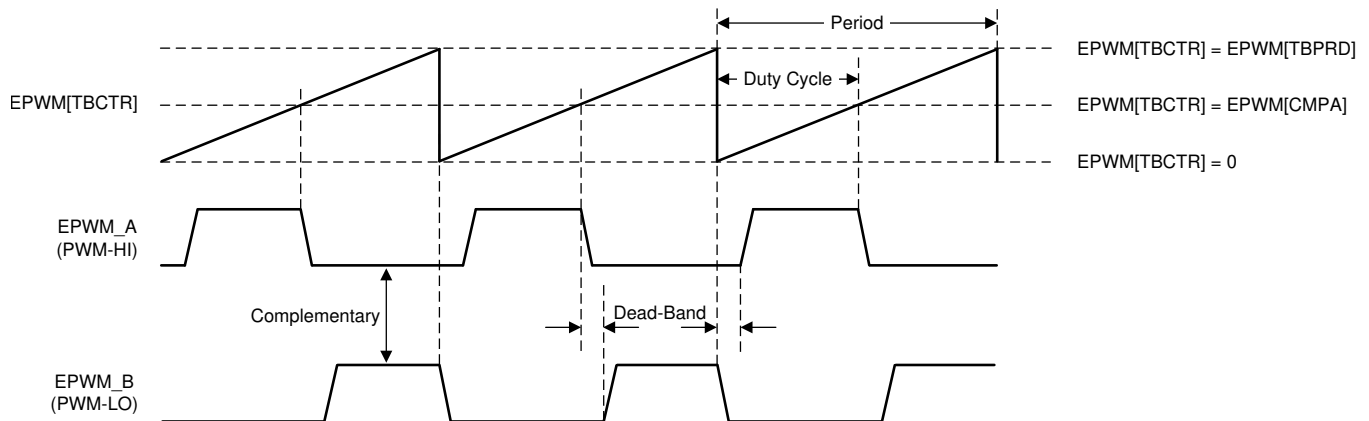 Period
EPWM[TBCTR] = EPWM[TBPRD]
Duty Cycle
EPWM[TBCTR]
EPWM[TBCTR] = EPWM[CMPA]
EPWM[TBCTR] = 0
EPWM_A
(PWM-HI)
Complementary
Dead-Band
EPWM_B
(PWM-LO)